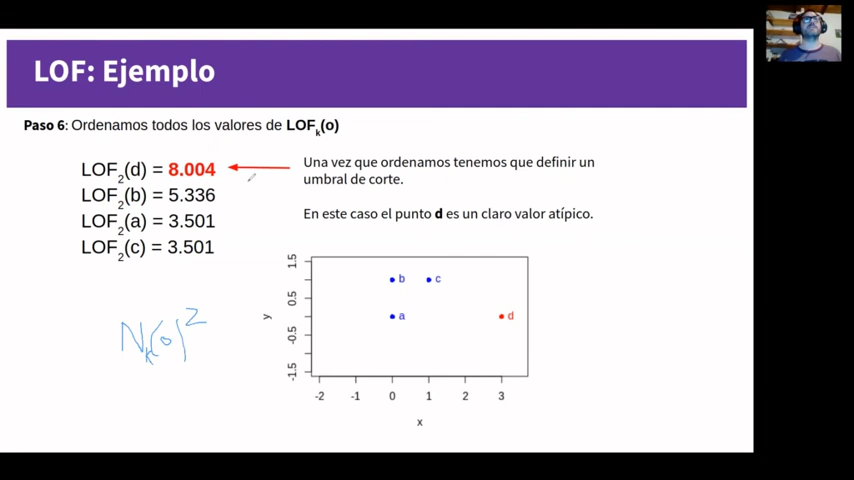 LOF: Ejemplo
Paso 6: Ordenamos todos los valores de LOFk(o)
LOF2(d) = 8.004
LOF2(b) = 5.336
LOF2(a) = 3.501
LOF2(c) = 3.501
Una vez que ordenamos tenemos que definir un
umbral de corte.
En este caso el punto d es un claro valor atípico.
Nk(o)2
y
1.5
0.5
-0.5
-1.5
b
c
a
d
-2 -1 0 1 2 3
x